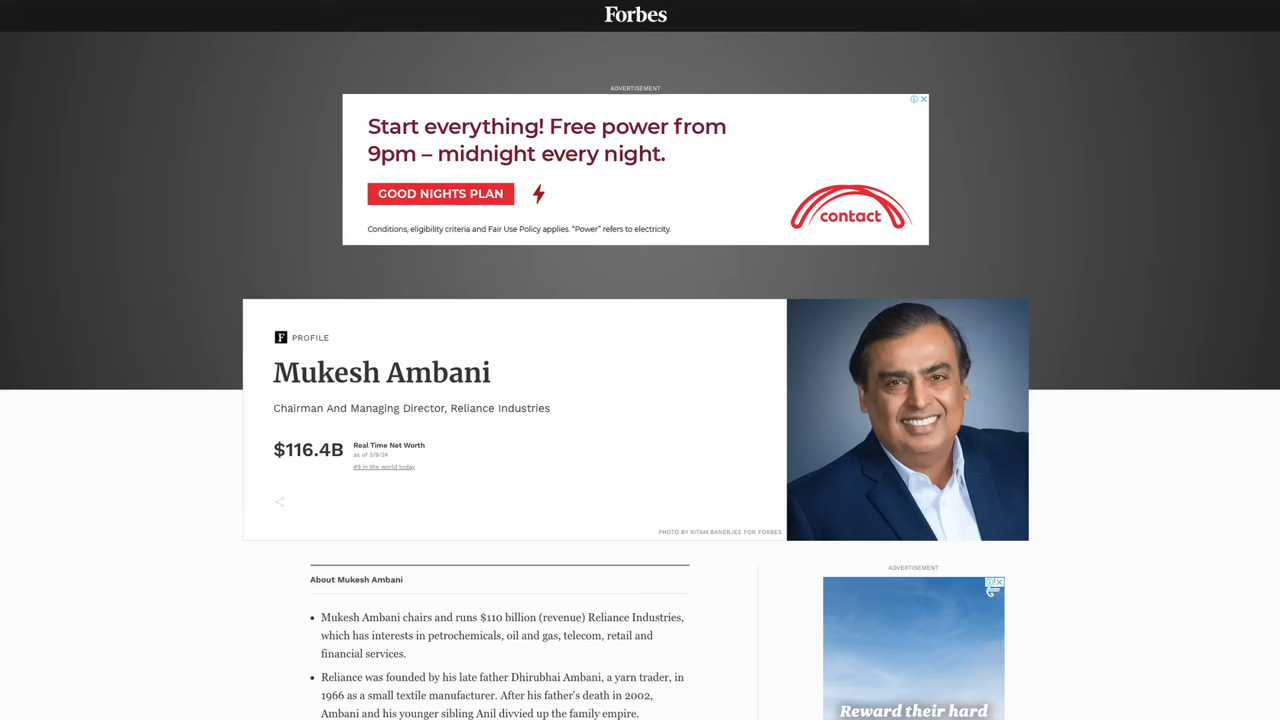 Forbes
ADVERTISEMENT
Start everything! Free power from
9pm – midnight every night.
GOOD NIGHTS PLAN
contact
Conditions, eligibility criteria and Fair Use Policy applies. "Power" refers to electricity.
F PROFILE
Mukesh Ambani
Chairman And Managing Director, Reliance Industries
$116.4B
Real Time Net Worth
as of 3/9/24
#9 in the world today
PHOTO BY RITAM BANERJEE FOR FORBES
About Mukesh Ambani
• Mukesh Ambani chairs and runs $110 billion (revenue) Reliance Industries,
which has interests in petrochemicals, oil and gas, telecom, retail and
financial services.
• Reliance was founded by his late father Dhirubhai Ambani, a yarn trader, in
1966 as a small textile manufacturer. After his father's death in 2002,
Ambani and his younger sibling Anil divvied up the family empire.
ADVERTISEMENT
Reward their hard